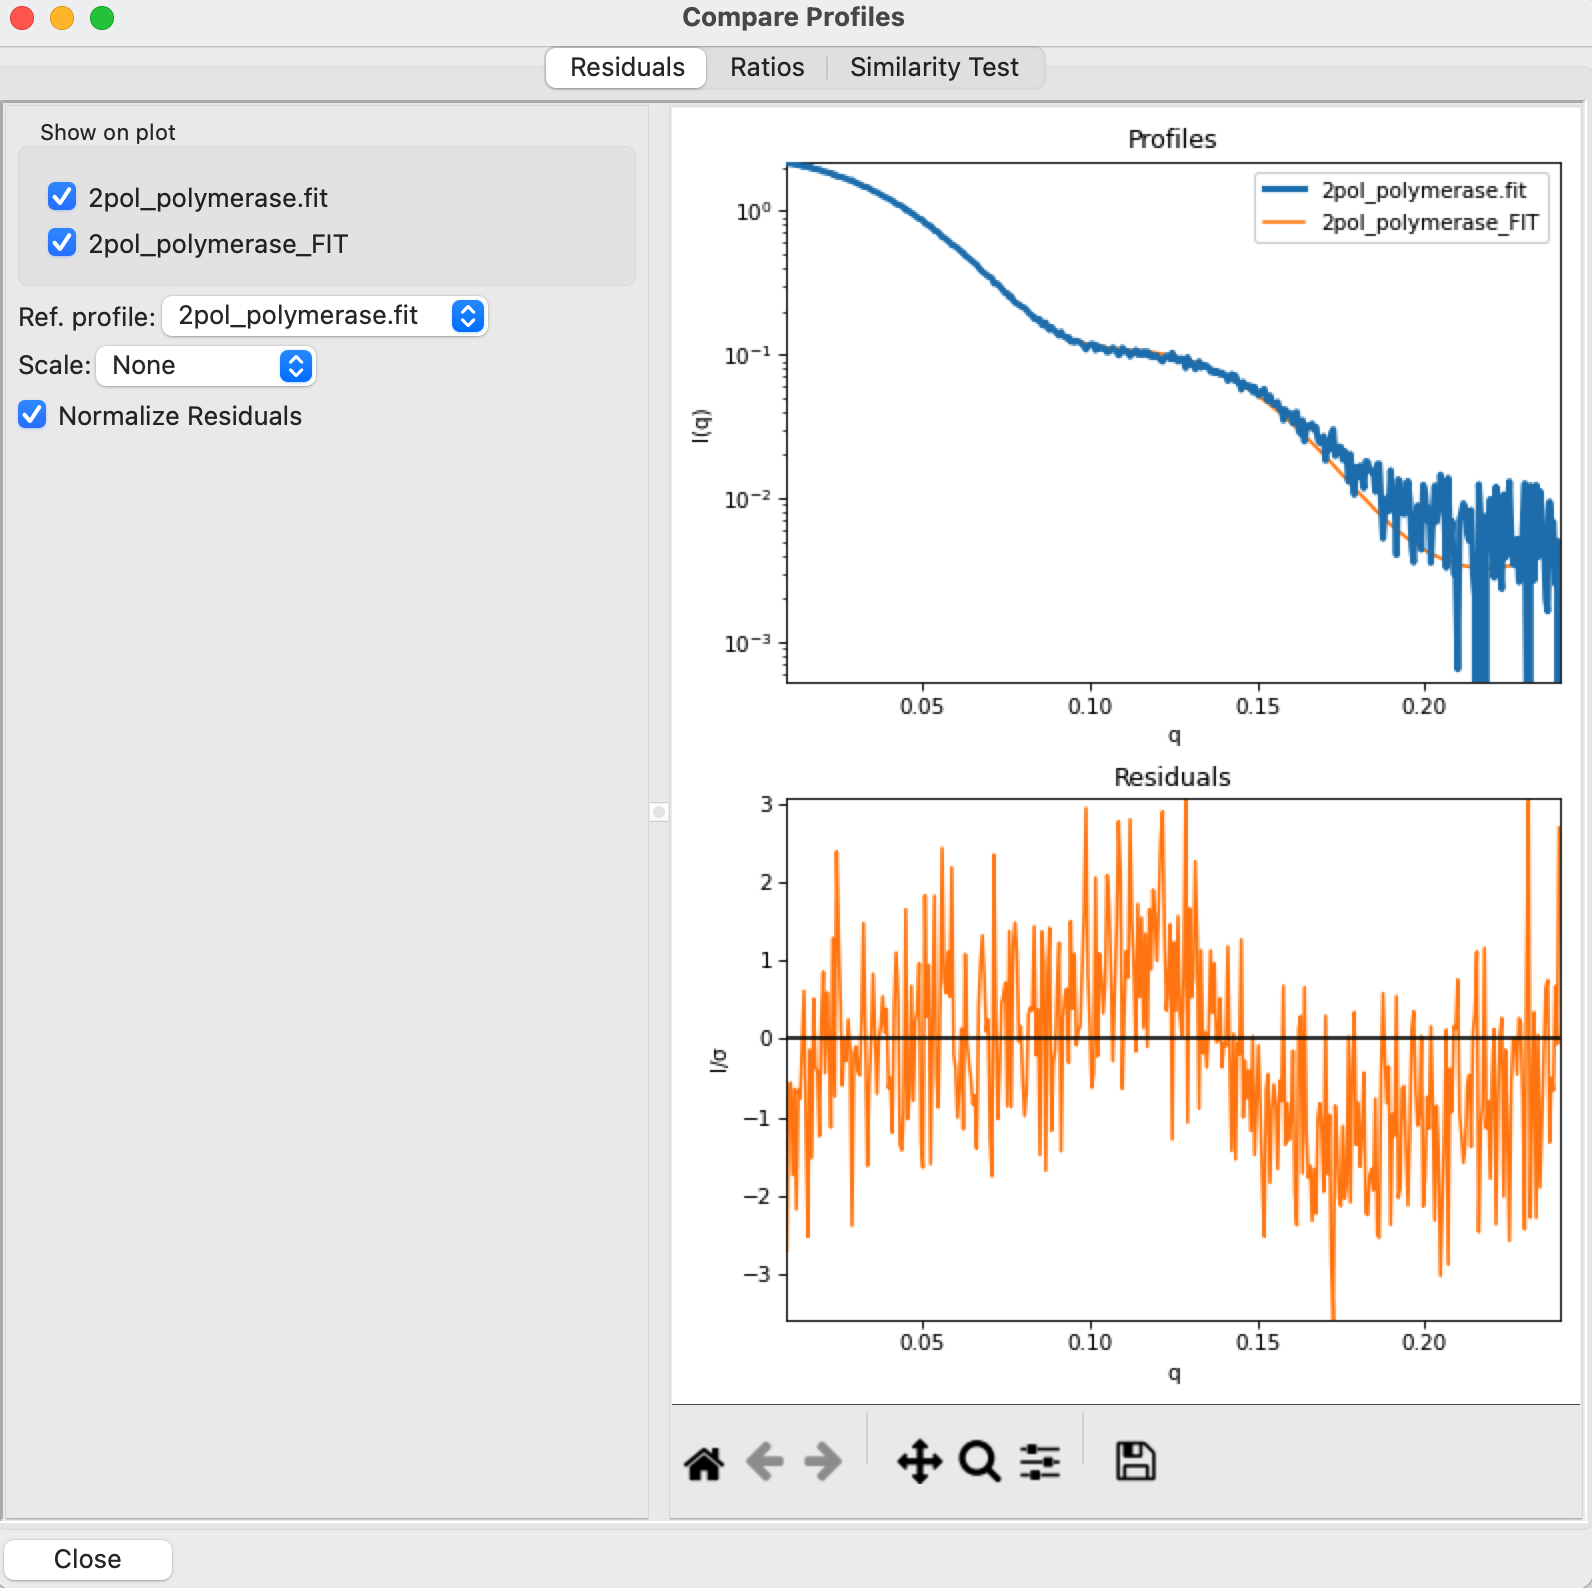 Compare Profiles
Residuals Ratios Similarity Test
Show on plot
2pol_polymerase.fit
2pol_polymerase_FIT
Ref. profile: 2pol_polymerase.fit
Scale: None
Normalize Residuals
Profiles
2pol_polymerase.fit
2pol_polymerase_FIT
10⁰
10⁻¹
10⁻²
10⁻³
I(q)
0.05 0.10 0.15 0.20
q
Residuals
3
2
1
0
−1
−2
−3
I/σ
0.05 0.10 0.15 0.20
q
Close